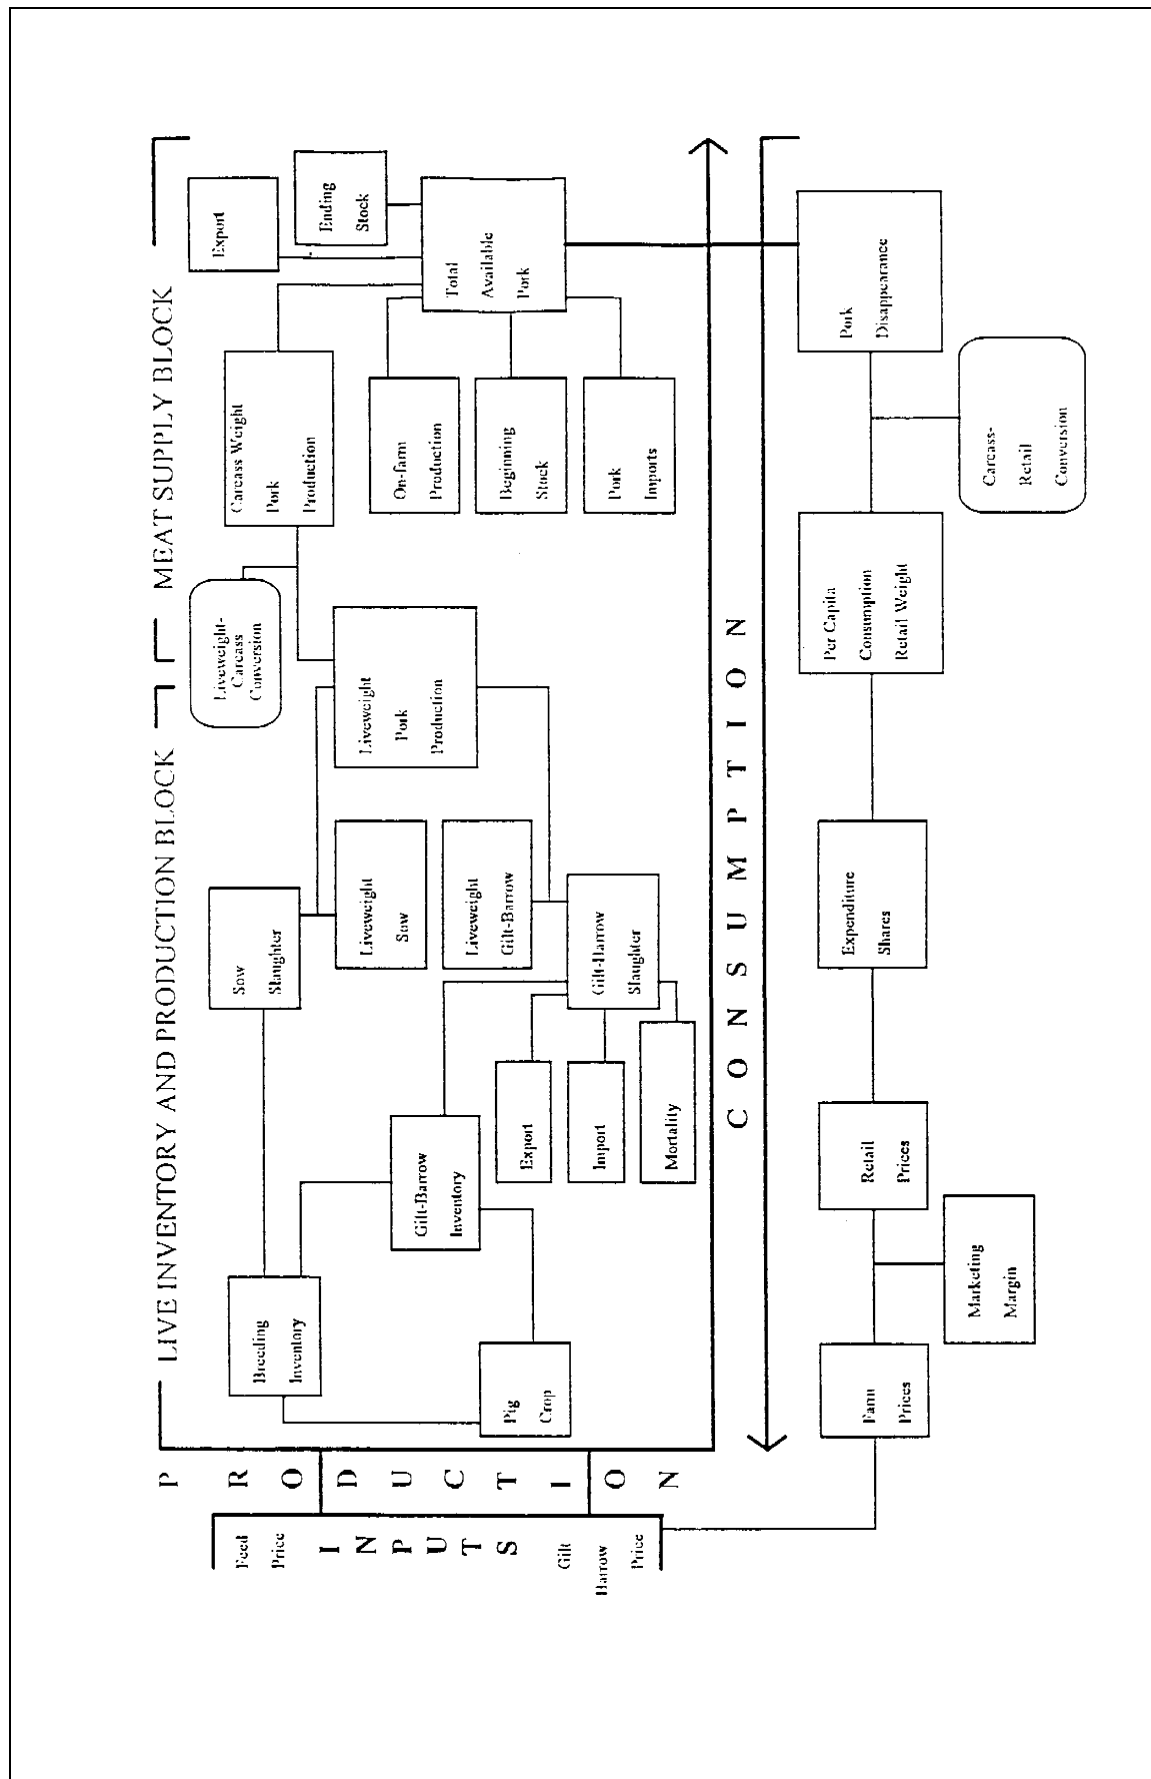 LIVE INVENTORY AND PRODUCTION BLOCK
MEAT SUPPLY BLOCK
PRODUCTION
Feed
Price
INPUTS
Gilt
Barrow
Price
Breeding
Inventory
Pig
Crop
Gilt-Barrow
Inventory
Sow
Slaughter
Liveweight
Sow
Liveweight
Gilt-Barrow
Gilt-Barrow
Slaughter
Export
Import
Mortality
Liveweight
Pork
Production
Liveweight-
Carcass
Conversion
Carcass Weight
Pork
Production
On-farm
Production
Beginning
Stock
Pork
Imports
Export
Ending
Stock
Total
Available
Pork
CONSUMPTION
Farm
Prices
Marketing
Margin
Retail
Prices
Expenditure
Shares
Per Capita
Consumption
Retail Weight
Carcass-
Retail
Conversion
Pork
Disappearance